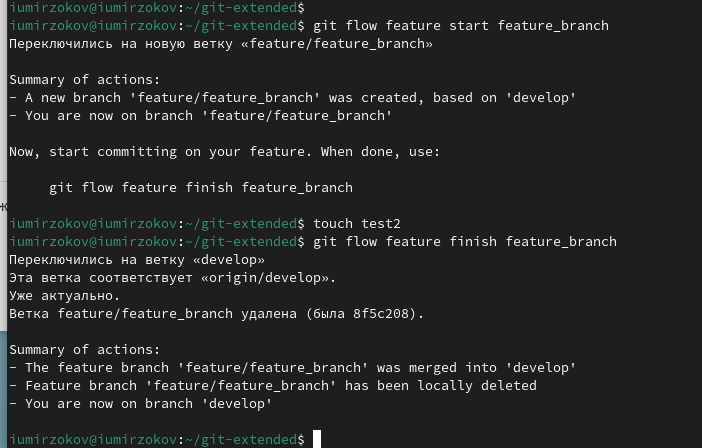 iumirzokov@iumirzokov:~/git-extended$
iumirzokov@iumirzokov:~/git-extended$ git flow feature start feature_branch
Переключились на новую ветку «feature/feature_branch»
Summary of actions:
- A new branch 'feature/feature_branch' was created, based on 'develop'
- You are now on branch 'feature/feature_branch'
Now, start committing on your feature. When done, use:
git flow feature finish feature_branch
iumirzokov@iumirzokov:~/git-extended$ touch test2
iumirzokov@iumirzokov:~/git-extended$ git flow feature finish feature_branch
Переключились на ветку «develop»
Эта ветка соответствует «origin/develop».
Уже актуально.
Ветка feature/feature_branch удалена (была 8f5c208).
Summary of actions:
- The feature branch 'feature/feature_branch' was merged into 'develop'
- Feature branch 'feature/feature_branch' has been locally deleted
- You are now on branch 'develop'
iumirzokov@iumirzokov:~/git-extended$